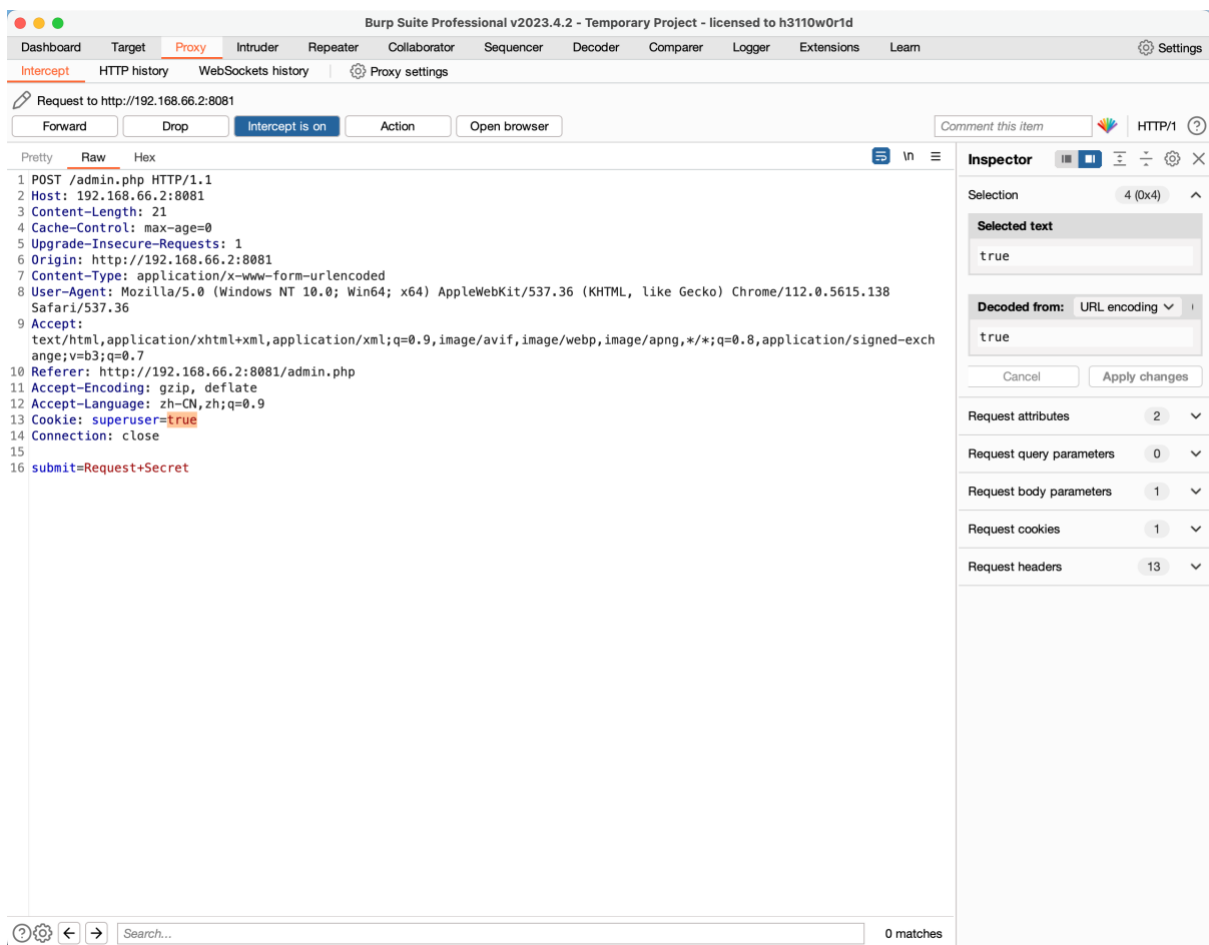 Burp Suite Professional v2023.4.2 - Temporary Project - licensed to h3110w0r1d
Dashboard Target Proxy Intruder Repeater Collaborator Sequencer Decoder Comparer Logger Extensions Learn Settings
Intercept HTTP history WebSockets history Proxy settings
Request to http://192.168.66.2:8081
Forward Drop Intercept is on Action Open browser Comment this item HTTP/1 ?
Pretty Raw Hex \n
1 POST /admin.php HTTP/1.1
2 Host: 192.168.66.2:8081
3 Content-Length: 21
4 Cache-Control: max-age=0
5 Upgrade-Insecure-Requests: 1
6 Origin: http://192.168.66.2:8081
7 Content-Type: application/x-www-form-urlencoded
8 User-Agent: Mozilla/5.0 (Windows NT 10.0; Win64; x64) AppleWebKit/537.36 (KHTML, like Gecko) Chrome/112.0.5615.138
Safari/537.36
9 Accept:
text/html,application/xhtml+xml,application/xml;q=0.9,image/avif,image/webp,image/apng,*/*;q=0.8,application/signed-exch
ange;v=b3;q=0.7
10 Referer: http://192.168.66.2:8081/admin.php
11 Accept-Encoding: gzip, deflate
12 Accept-Language: zh-CN,zh;q=0.9
13 Cookie: superuser=true
14 Connection: close
15
16 submit=Request+Secret
Inspector
Selection 4 (0x4)
Selected text
true
Decoded from: URL encoding
true
Cancel Apply changes
Request attributes 2
Request query parameters 0
Request body parameters 1
Request cookies 1
Request headers 13
? Search... 0 matches